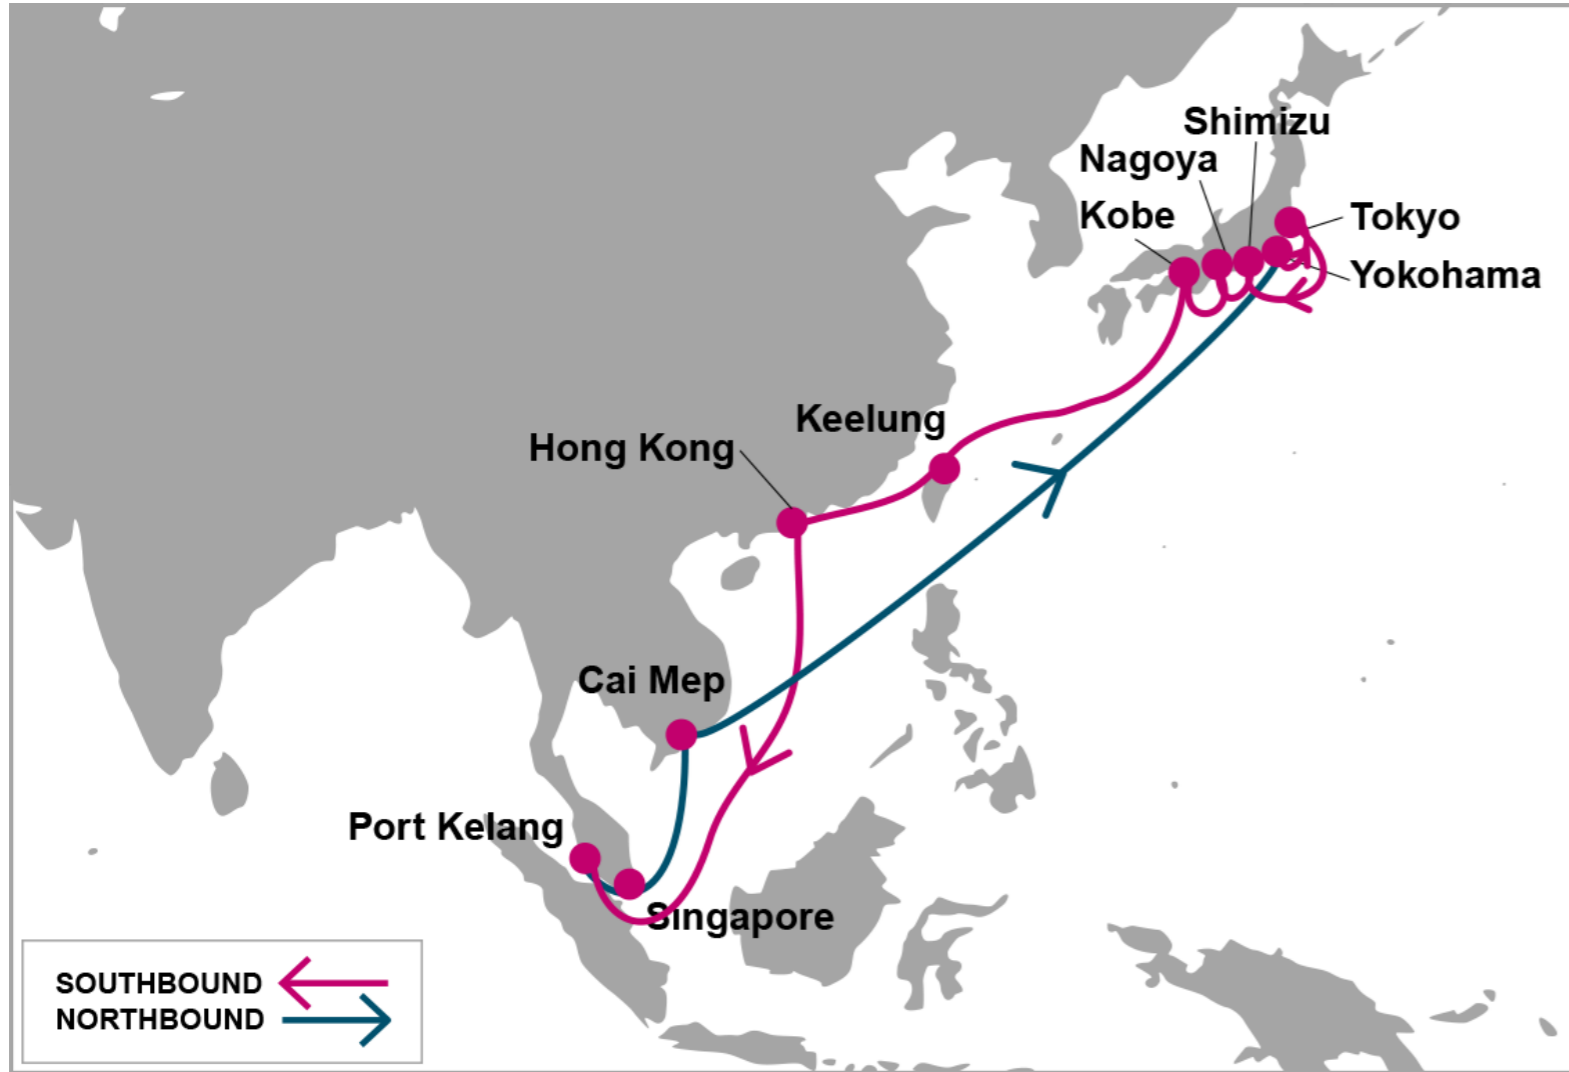 Shimizu
Nagoya
Kobe
Tokyo
Yokohama
Keelung
Hong Kong
Cai Mep
Port Kelang
Singapore
SOUTHBOUND
NORTHBOUND